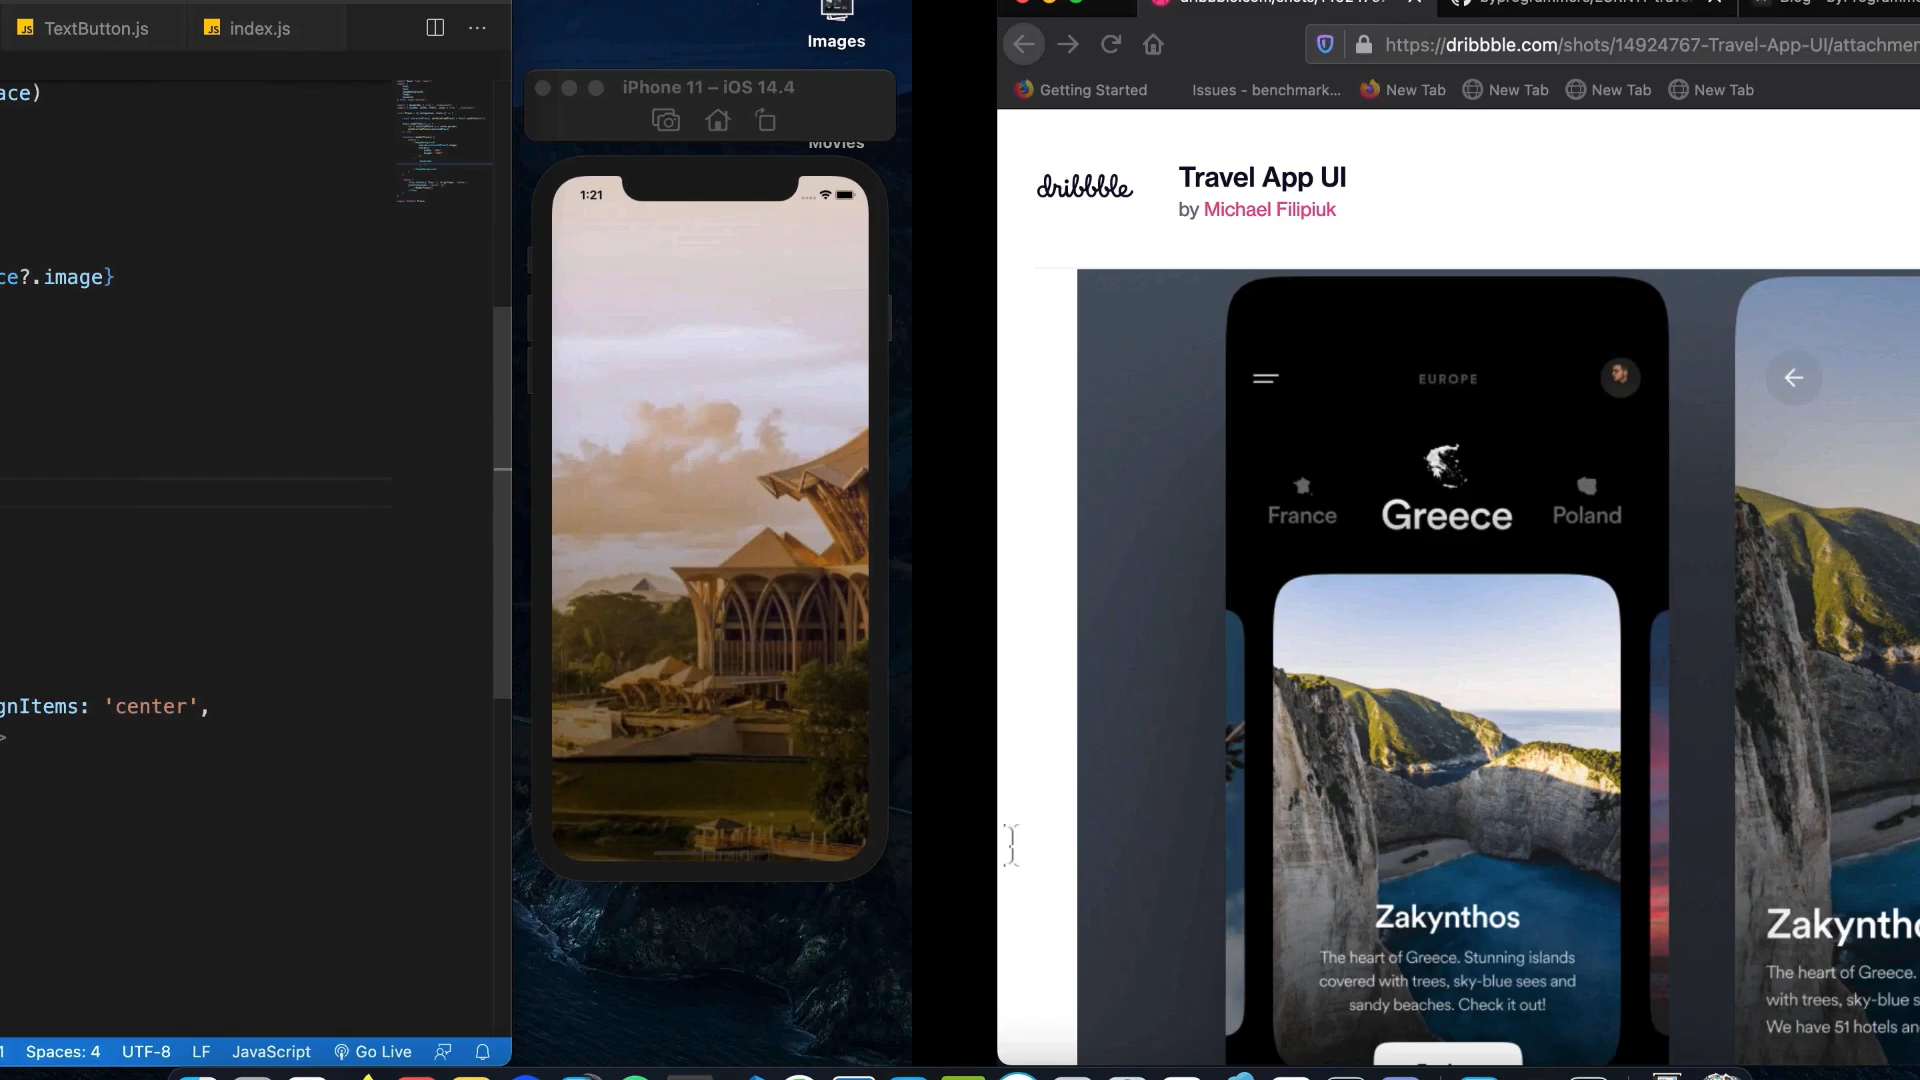 TextButton.js
index.js
ace)
ce?.image}
gnItems: 'center',
>
Spaces: 4
UTF-8
LF
JavaScript
Go Live
Images
iPhone 11 – iOS 14.4
Movies
1:21
https://dribbble.com/shots/14924767-Travel-App-UI/attachmen
Getting Started
Issues - benchmark...
New Tab
New Tab
New Tab
New Tab
dribbble
Travel App UI
by Michael Filipiuk
EUROPE
France
Greece
Poland
Zakynthos
The heart of Greece. Stunning islands
covered with trees, sky-blue sees and
sandy beaches. Check it out!
Zakyntho
The heart of Greece.
with trees, sky-blue s
We have 51 hotels an